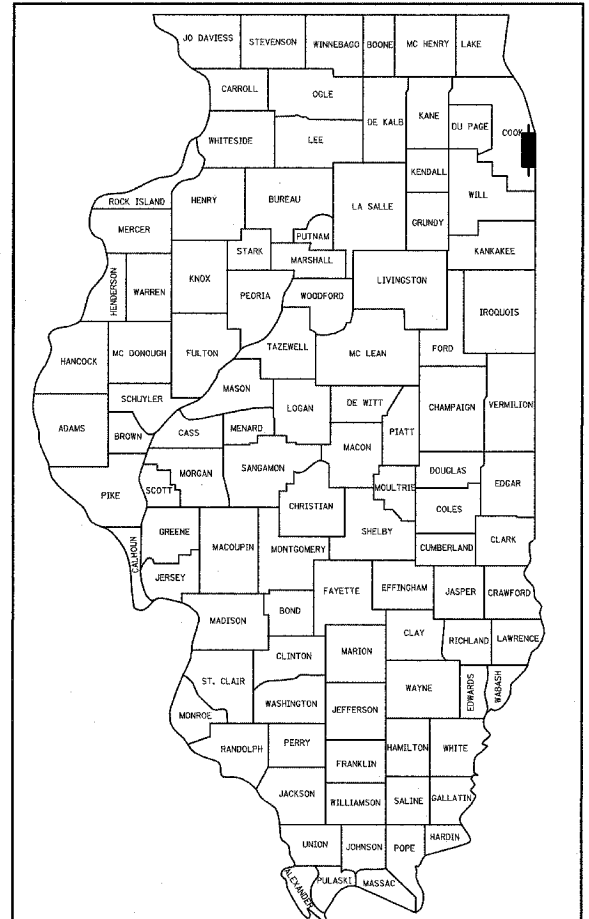 JO DAVIESS
STEVENSON
WINNEBAGO
BOONE
MC HENRY
LAKE
CARROLL
OGLE
DE KALB
KANE
DU PAGE
COOK
WHITESIDE
LEE
KENDALL
WILL
ROCK ISLAND
HENRY
BUREAU
LA SALLE
GRUNDY
MERCER
PUTNAM
STARK
MARSHALL
KANKAKEE
HENDERSON
WARREN
KNOX
PEORIA
WOODFORD
LIVINGSTON
IROQUOIS
HANCOCK
MC DONOUGH
FULTON
TAZEWELL
MC LEAN
FORD
SCHUYLER
MASON
ADAMS
BROWN
CASS
MENARD
LOGAN
DE WITT
PIATT
CHAMPAIGN
VERMILION
MACON
PIKE
SCOTT
MORGAN
SANGAMON
CHRISTIAN
MOULTRIE
DOUGLAS
COLES
EDGAR
CALHOUN
GREENE
MACOUPIN
MONTGOMERY
SHELBY
CUMBERLAND
CLARK
JERSEY
FAYETTE
EFFINGHAM
JASPER
CRAWFORD
MADISON
BOND
CLAY
RICHLAND
LAWRENCE
CLINTON
MARION
ST. CLAIR
WASHINGTON
WAYNE
EDWARDS
WABASH
MONROE
JEFFERSON
RANDOLPH
PERRY
HAMILTON
WHITE
FRANKLIN
JACKSON
WILLIAMSON
SALINE
GALLATIN
UNION
JOHNSON
POPE
HARDIN
ALEXANDER
PULASKI
MASSAC